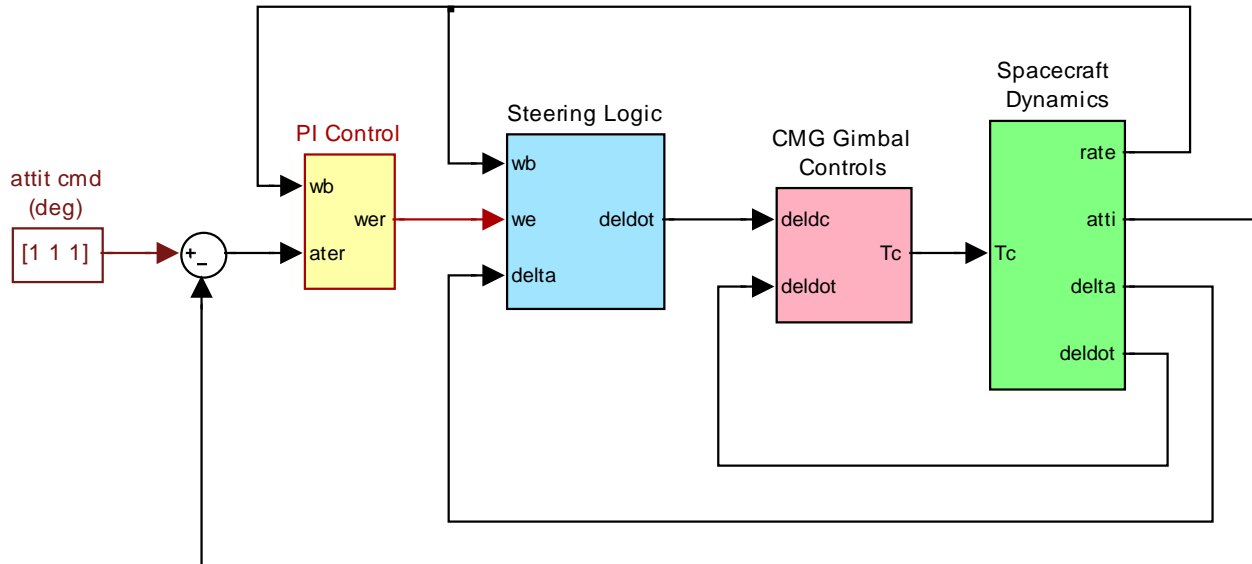 attit cmd
(deg)
[1 1 1]
+
−
PI Control
wb
wer
ater
Steering Logic
wb
we
deldot
delta
CMG Gimbal
Controls
deldc
Tc
deldot
Spacecraft
Dynamics
rate
atti
Tc
delta
deldot